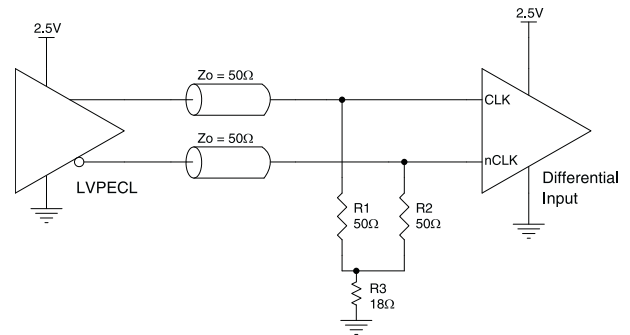 2.5V
2.5V
Zo = 50Ω
CLK
Zo = 50Ω
nCLK
LVPECL
Differential
Input
R1
50Ω
R2
50Ω
R3
18Ω